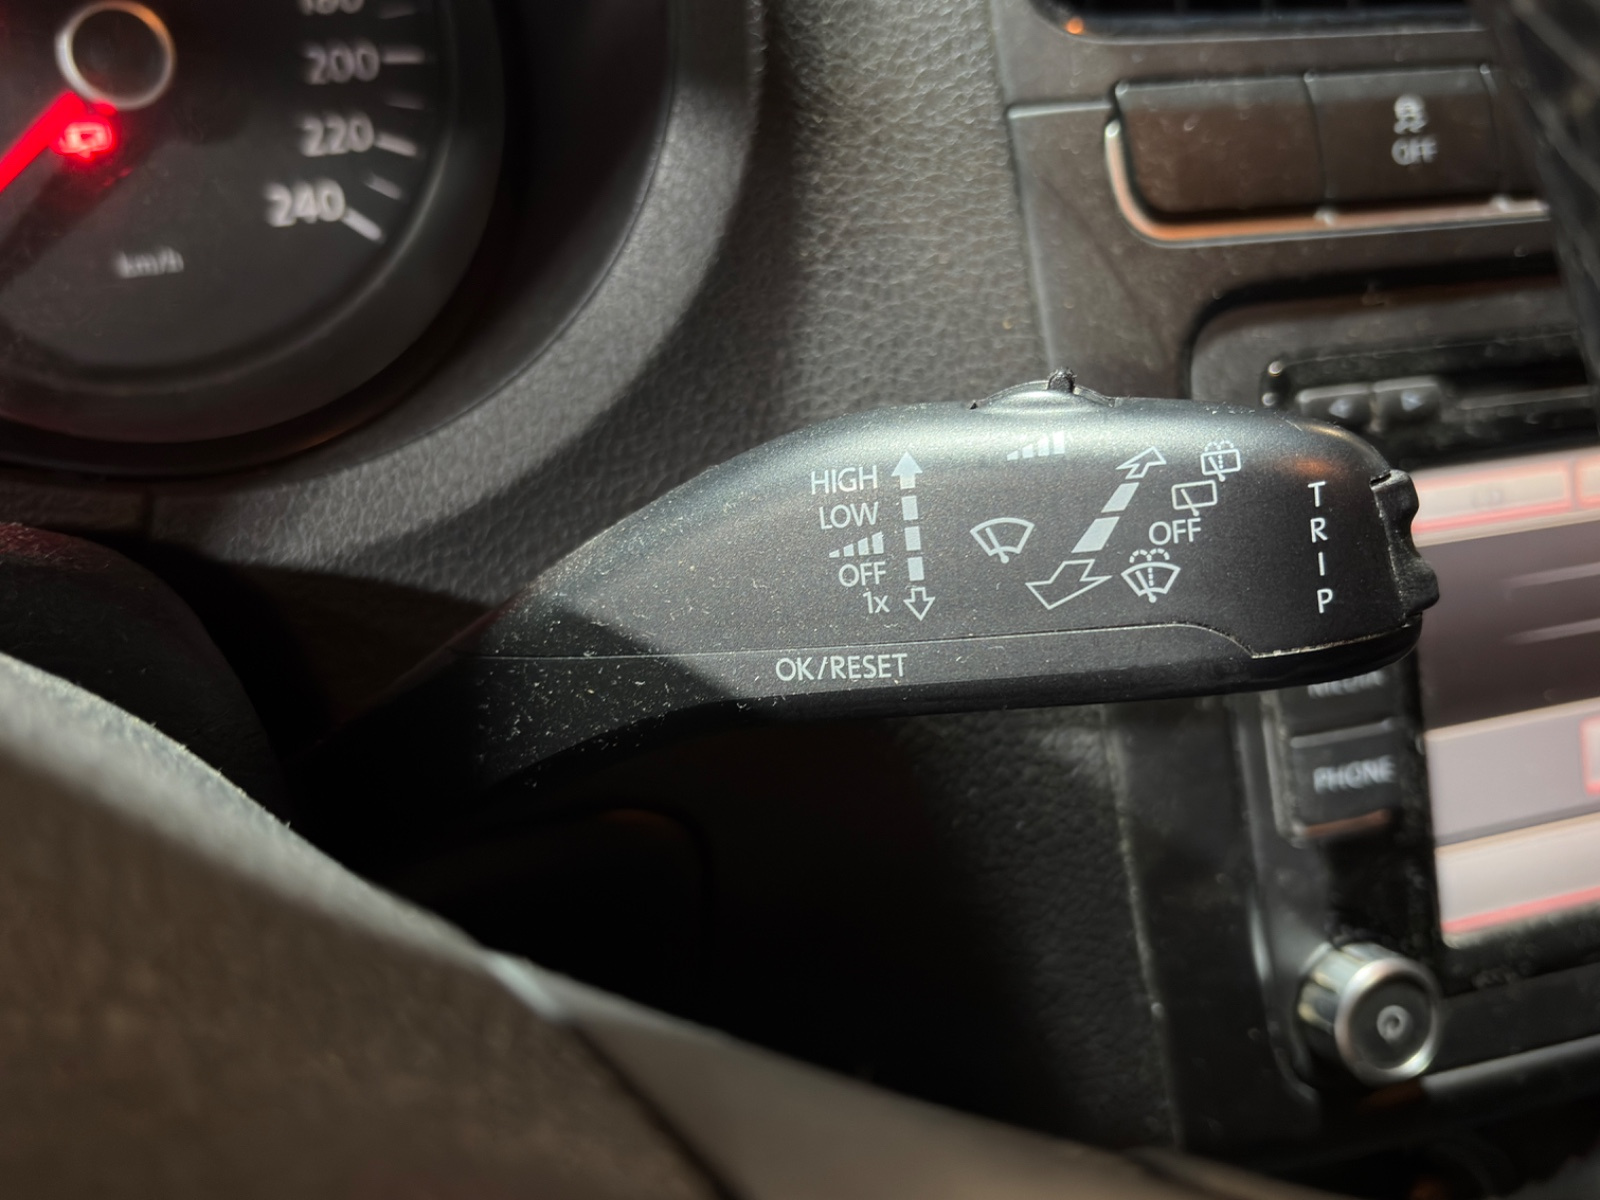 200
220
240
km/h
OFF
HIGH
LOW
OFF
1x
OFF
TRIP
OK/RESET
PHONE